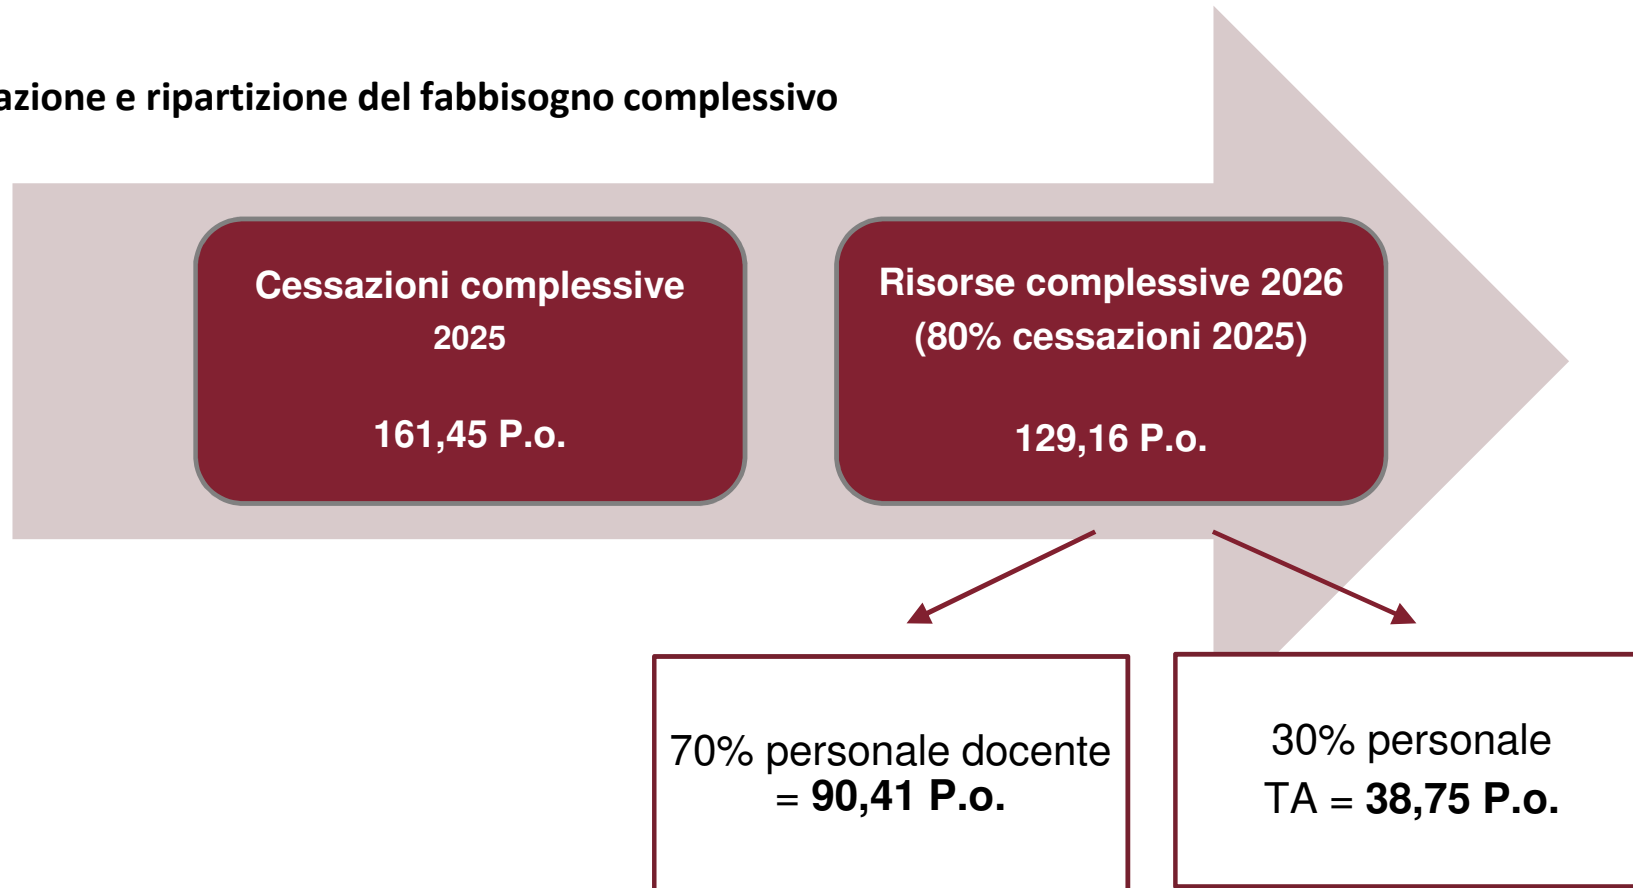 azione e ripartizione del fabbisogno complessivo
Cessazioni complessive
2025
161,45 P.o.
Risorse complessive 2026
(80% cessazioni 2025)
129,16 P.o.
70% personale docente
= 90,41 P.o.
30% personale
TA = 38,75 P.o.